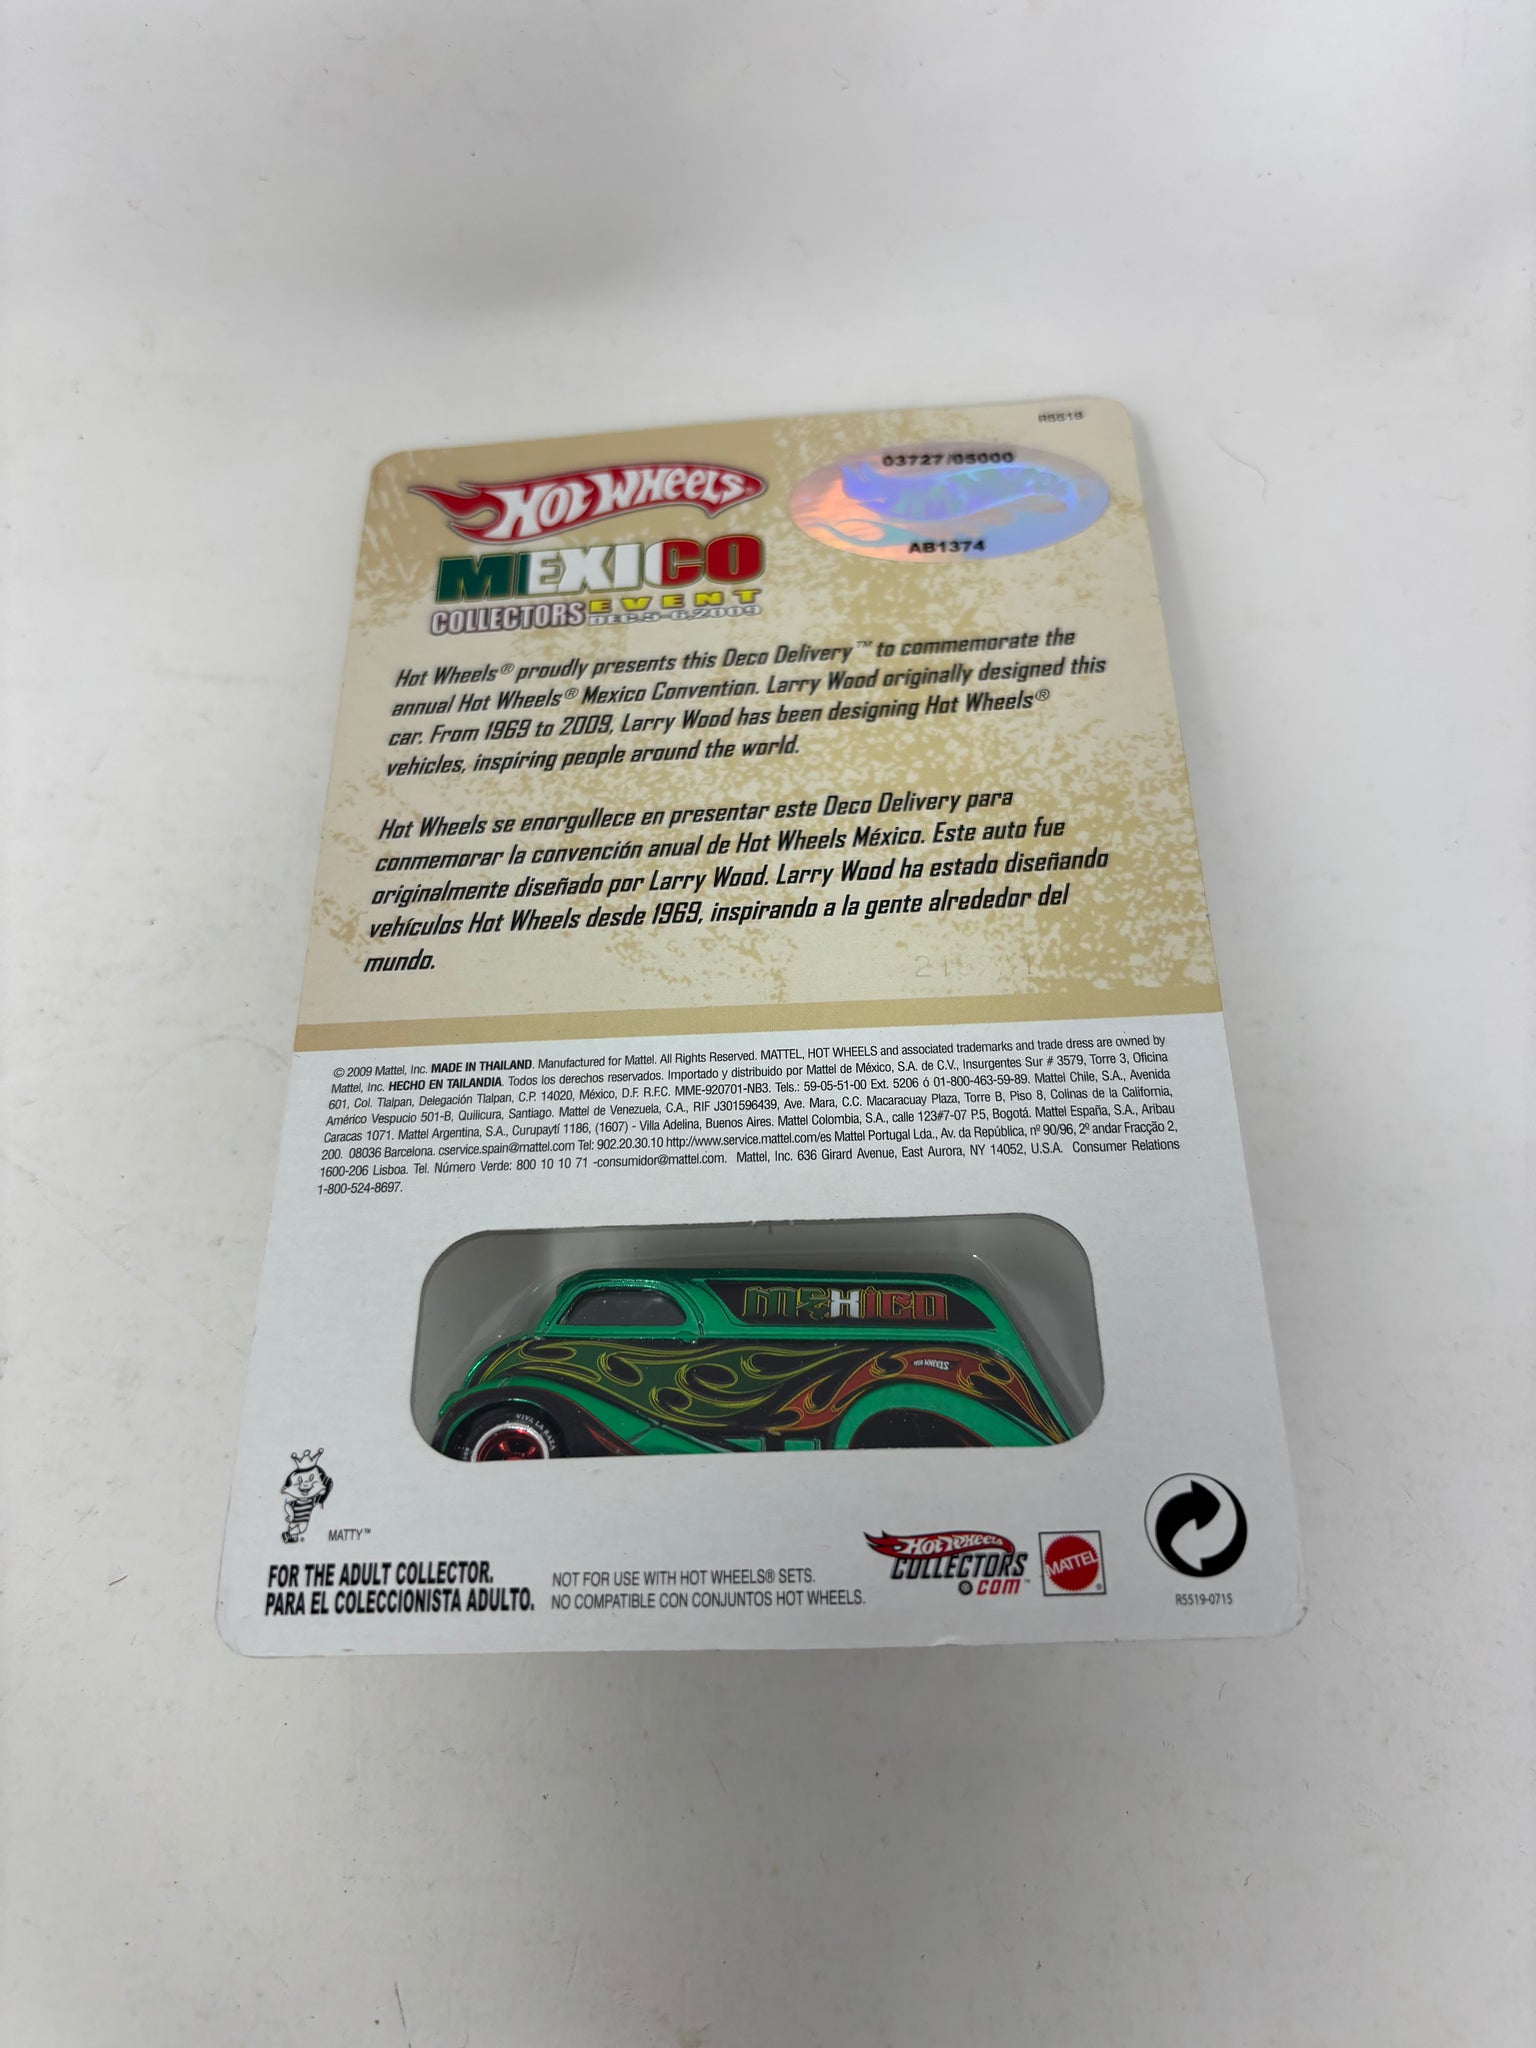 R5519
03727/05000
HOT WHEELS
AB1374
MEXICO
COLLECTORS EVENT
DEC.5-6,2009
Hot Wheels® proudly presents this Deco Delivery™ to commemorate the
annual Hot Wheels® Mexico Convention. Larry Wood originally designed this
car. From 1969 to 2009, Larry Wood has been designing Hot Wheels®
vehicles, inspiring people around the world.
Hot Wheels se enorgullece en presentar este Deco Delivery para
conmemorar la convención anual de Hot Wheels México. Este auto fue
originalmente diseñado por Larry Wood. Larry Wood ha estado diseñando
vehículos Hot Wheels desde 1969, inspirando a la gente alrededor del
mundo.
© 2009 Mattel, Inc. MADE IN THAILAND. Manufactured for Mattel. All Rights Reserved. MATTEL, HOT WHEELS and associated trademarks and trade dress are owned by
Mattel, Inc. HECHO EN TAILANDIA. Todos los derechos reservados. Importado y distribuido por Mattel de México, S.A. de C.V., Insurgentes Sur # 3579, Torre 3, Oficina
601, Col. Tlalpan, Delegación Tlalpan, C.P. 14020, México, D.F. R.F.C. MME-920701-NB3. Tels.: 59-05-51-00 Ext. 5206 ó 01-800-463-59-89. Mattel Chile, S.A., Avenida
Américo Vespucio 501-B, Quilicura, Santiago. Mattel de Venezuela, C.A., RIF J301596439, Ave. Mara, C.C. Macaracuay Plaza, Torre B, Piso 8, Colinas de la California,
Caracas 1071. Mattel Argentina, S.A., Curupaytí 1186, (1607) - Villa Adelina, Buenos Aires. Mattel Colombia, S.A., calle 123#7-07 P.5, Bogotá. Mattel España, S.A., Aribau
200. 08036 Barcelona. cservice.spain@mattel.com Tel: 902.20.30.10 http://www.service.mattel.com/es Mattel Portugal Lda., Av. da República, nº 90/96, 2º andar Fracção 2,
1600-206 Lisboa. Tel. Número Verde: 800 10 10 71 -consumidor@mattel.com. Mattel, Inc. 636 Girard Avenue, East Aurora, NY 14052, U.S.A. Consumer Relations
1-800-524-8697.
MEXICO
HOT WHEELS
VIVA LA RAZA
MATTY™
FOR THE ADULT COLLECTOR.
PARA EL COLECCIONISTA ADULTO.
NOT FOR USE WITH HOT WHEELS® SETS.
NO COMPATIBLE CON CONJUNTOS HOT WHEELS.
HOT WHEELS
COLLECTORS
.COM™
MATTEL
R5519-0715